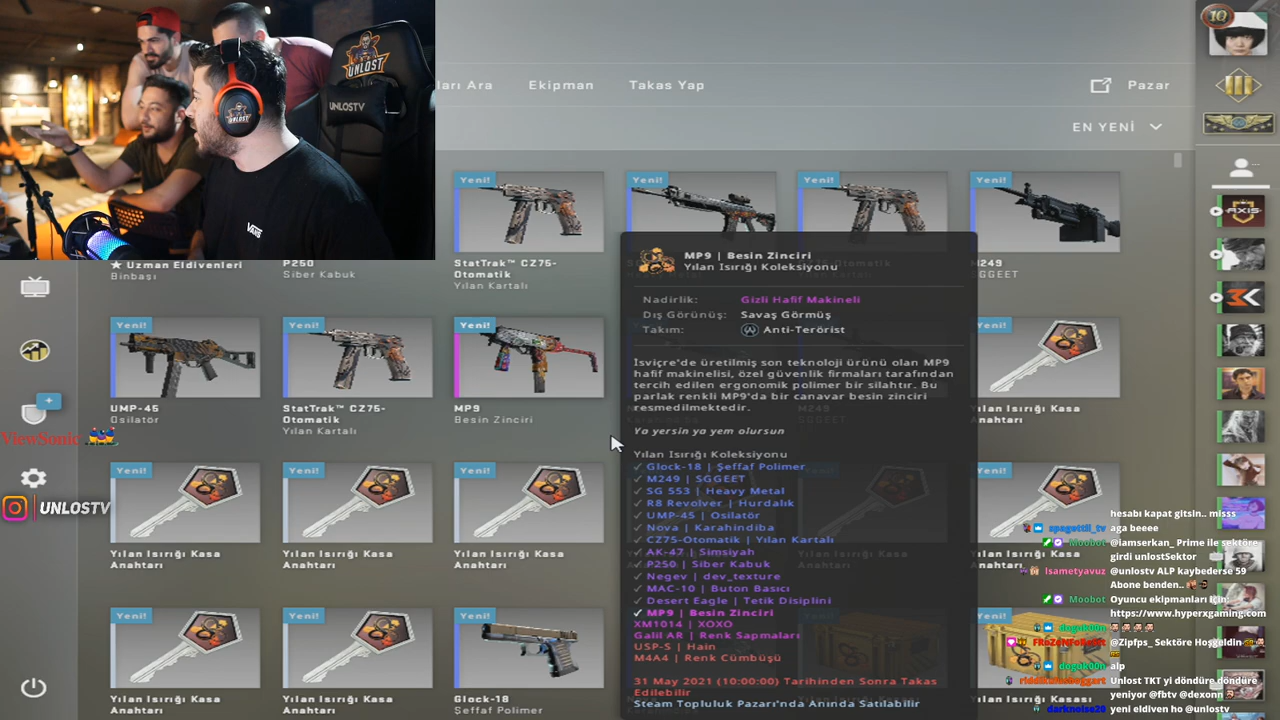 UNLOST
UNLOSTV
VANS
Ekipman
Takas Yap
Pazar
EN YENİ
10
Yeni!
Yeni!
Yeni!
Yeni!
★ Uzman Eldivenleri
Binbaşı
P250
Siber Kabuk
StatTrak™ CZ75-
Otomatik
Yılan Kartalı
M249
SGGEET
MP9 | Besin Zinciri
Yılan Isırığı Koleksiyonu
Nadirlik: Gizli Hafif Makineli
Dış Görünüş: Savaş Görmüş
Takım: Anti-Terörist
İsviçre'de üretilmiş son teknoloji ürünü olan MP9
hafif makinelisi, özel güvenlik firmaları tarafından
tercih edilen ergonomik polimer bir silahtır. Bu
parlak renkli MP9'da bir canavar besin zinciri
resmedilmektedir.
Ya yersin ya yem olursun
Yılan Isırığı Koleksiyonu
✓ Glock-18 | Şeffaf Polimer
✓ M249 | SGGEET
✓ SG 553 | Heavy Metal
✓ R8 Revolver | Hurdalık
✓ UMP-45 | Osilatör
✓ Nova | Karahindiba
✓ CZ75-Otomatik | Yılan Kartalı
✓ AK-47 | Simsiyah
✓ P250 | Siber Kabuk
✓ Negev | dev_texture
✓ MAC-10 | Buton Basıcı
✓ Desert Eagle | Tetik Disiplini
✓ MP9 | Besin Zinciri
XM1014 | XOXO
Galil AR | Renk Sapmaları
USP-S | Hain
M4A4 | Renk Cümbüşü
31 May 2021 (10:00:00) Tarihinden Sonra Takas
Edilebilir
Steam Topluluk Pazarı'nda Anında Satılabilir
Yeni!
Yeni!
Yeni!
Yeni!
UMP-45
Osilatör
StatTrak™ CZ75-
Otomatik
Yılan Kartalı
MP9
Besin Zinciri
Yılan Isırığı Kasa
Anahtarı
Yeni!
Yeni!
Yeni!
Yeni!
Yılan Isırığı Kasa
Anahtarı
Yılan Isırığı Kasa
Anahtarı
Yılan Isırığı Kasa
Anahtarı
Yılan Isırığı Kasa
Anahtarı
Yeni!
Yeni!
Yeni!
Yılan Isırığı Kasa
Anahtarı
Yılan Isırığı Kasa
Anahtarı
Glock-18
Şeffaf Polimer
ViewSonic
UNLOSTV
AXIS
hesabı kapat gitsin.. misss
spagottii_tv aga beeee
Moobot @lamserkan_ Prime ile sektöre
girdi unlostSektor
Isametyavuz @unlostv ALP kaybederse 59
Abone benden..
Moobot Oyuncu ekipmanları için:
https://www.hyperxgaming.com
doguk00n
@Zipfps_ Sektöre Hoşgeldin
doguk00n alp
Unlost TKT yi döndüre döndüre
yeniyor @fbtv @dexonn
darknoise20 yeni eldiven ho @unlostv